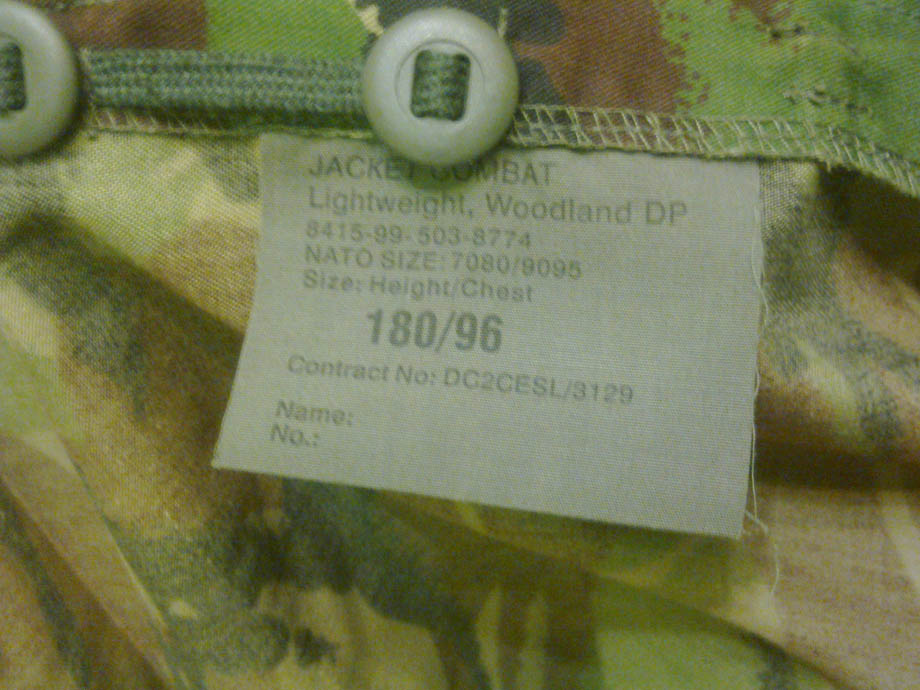 JACKET COMBAT
Lightweight, Woodland DP
8415-99-503-8774
NATO SIZE: 7080/9095
Size: Height/Chest
180/96
Contract No: DC2CESL/3129
Name:
No.: